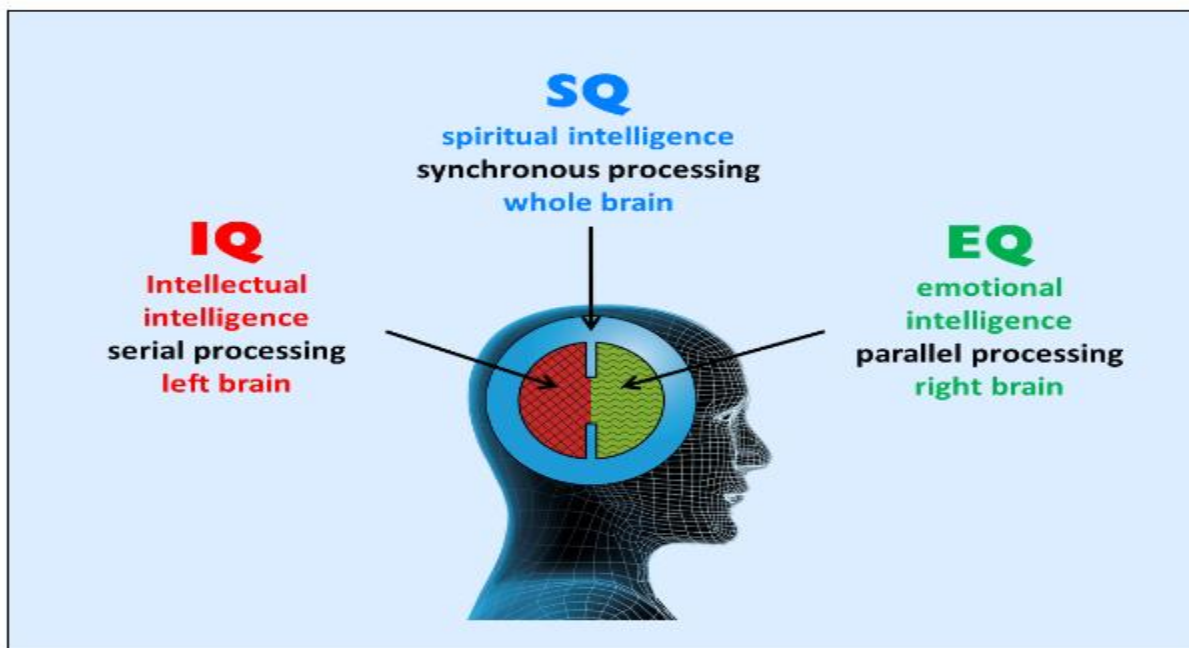 SQ
spiritual intelligence
synchronous processing
whole brain
IQ
Intellectual
intelligence
serial processing
left brain
EQ
emotional
intelligence
parallel processing
right brain